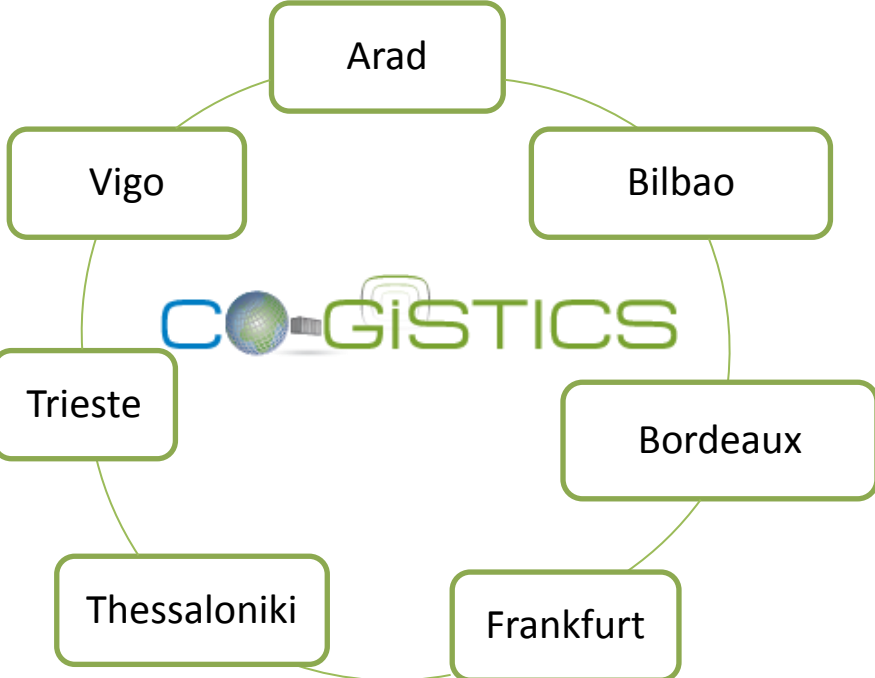 Arad
Vigo
Bilbao
CO-GiSTICS
Trieste
Bordeaux
Thessaloniki
Frankfurt